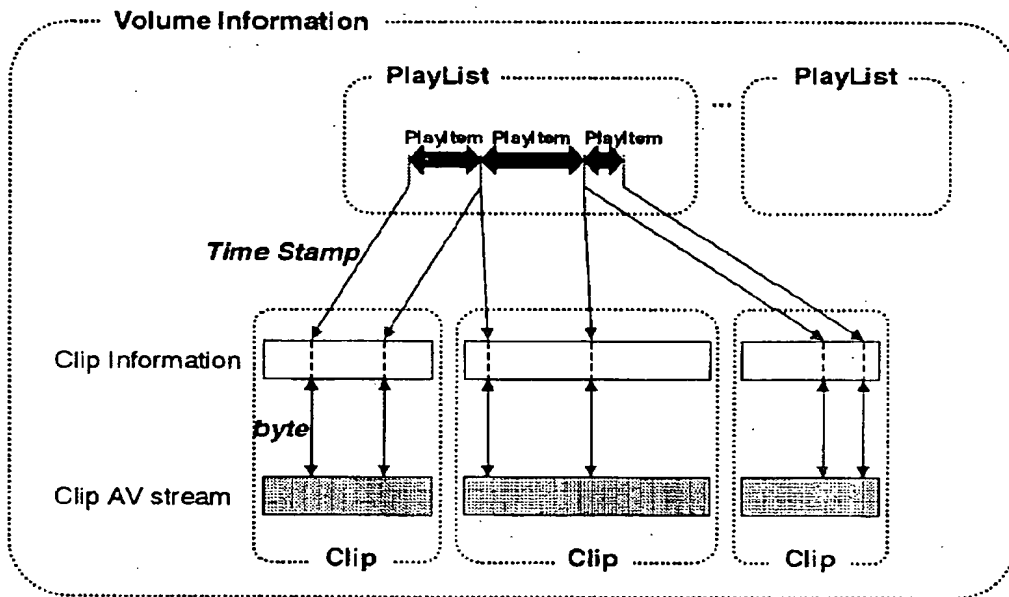 Volume Information
PlayList
...
PlayList
PlayItem PlayItem PlayItem
Time Stamp
Clip Information
byte
Clip AV stream
Clip
Clip
Clip